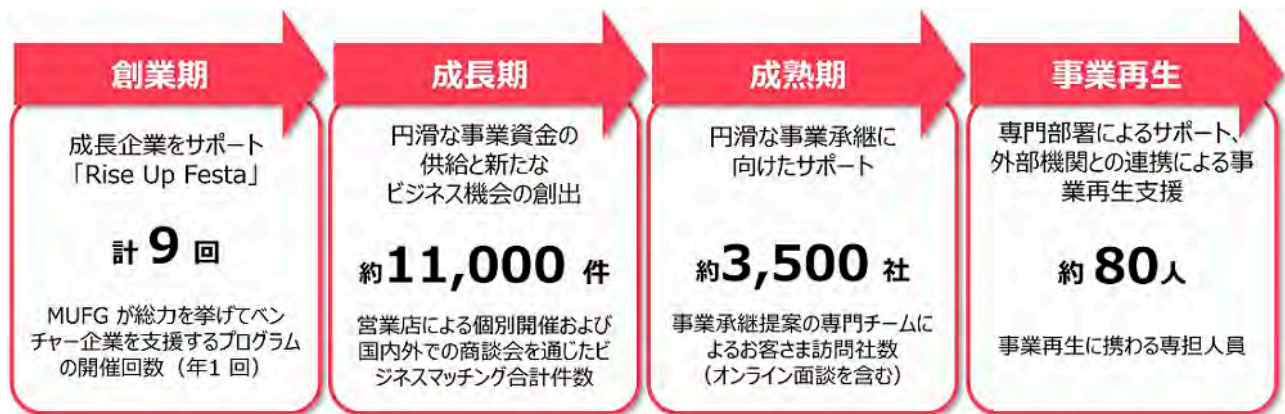 創業期
成長企業をサポート
「Rise Up Festa」
計 9 回
MUFG が総力を挙げてベン
チャー企業を支援するプログラム
の開催回数（年1 回）
成長期
円滑な事業資金の
供給と新たな
ビジネス機会の創出
約11,000 件
営業店による個別開催および
国内外での商談会を通じたビ
ジネスマッチング合計件数
成熟期
円滑な事業承継に
向けたサポート
約3,500 社
事業承継提案の専門チームに
よるお客さま訪問社数
（オンライン面談を含む）
事業再生
専門部署によるサポート、
外部機関との連携による事
業再生支援
約 80人
事業再生に携わる専担人員